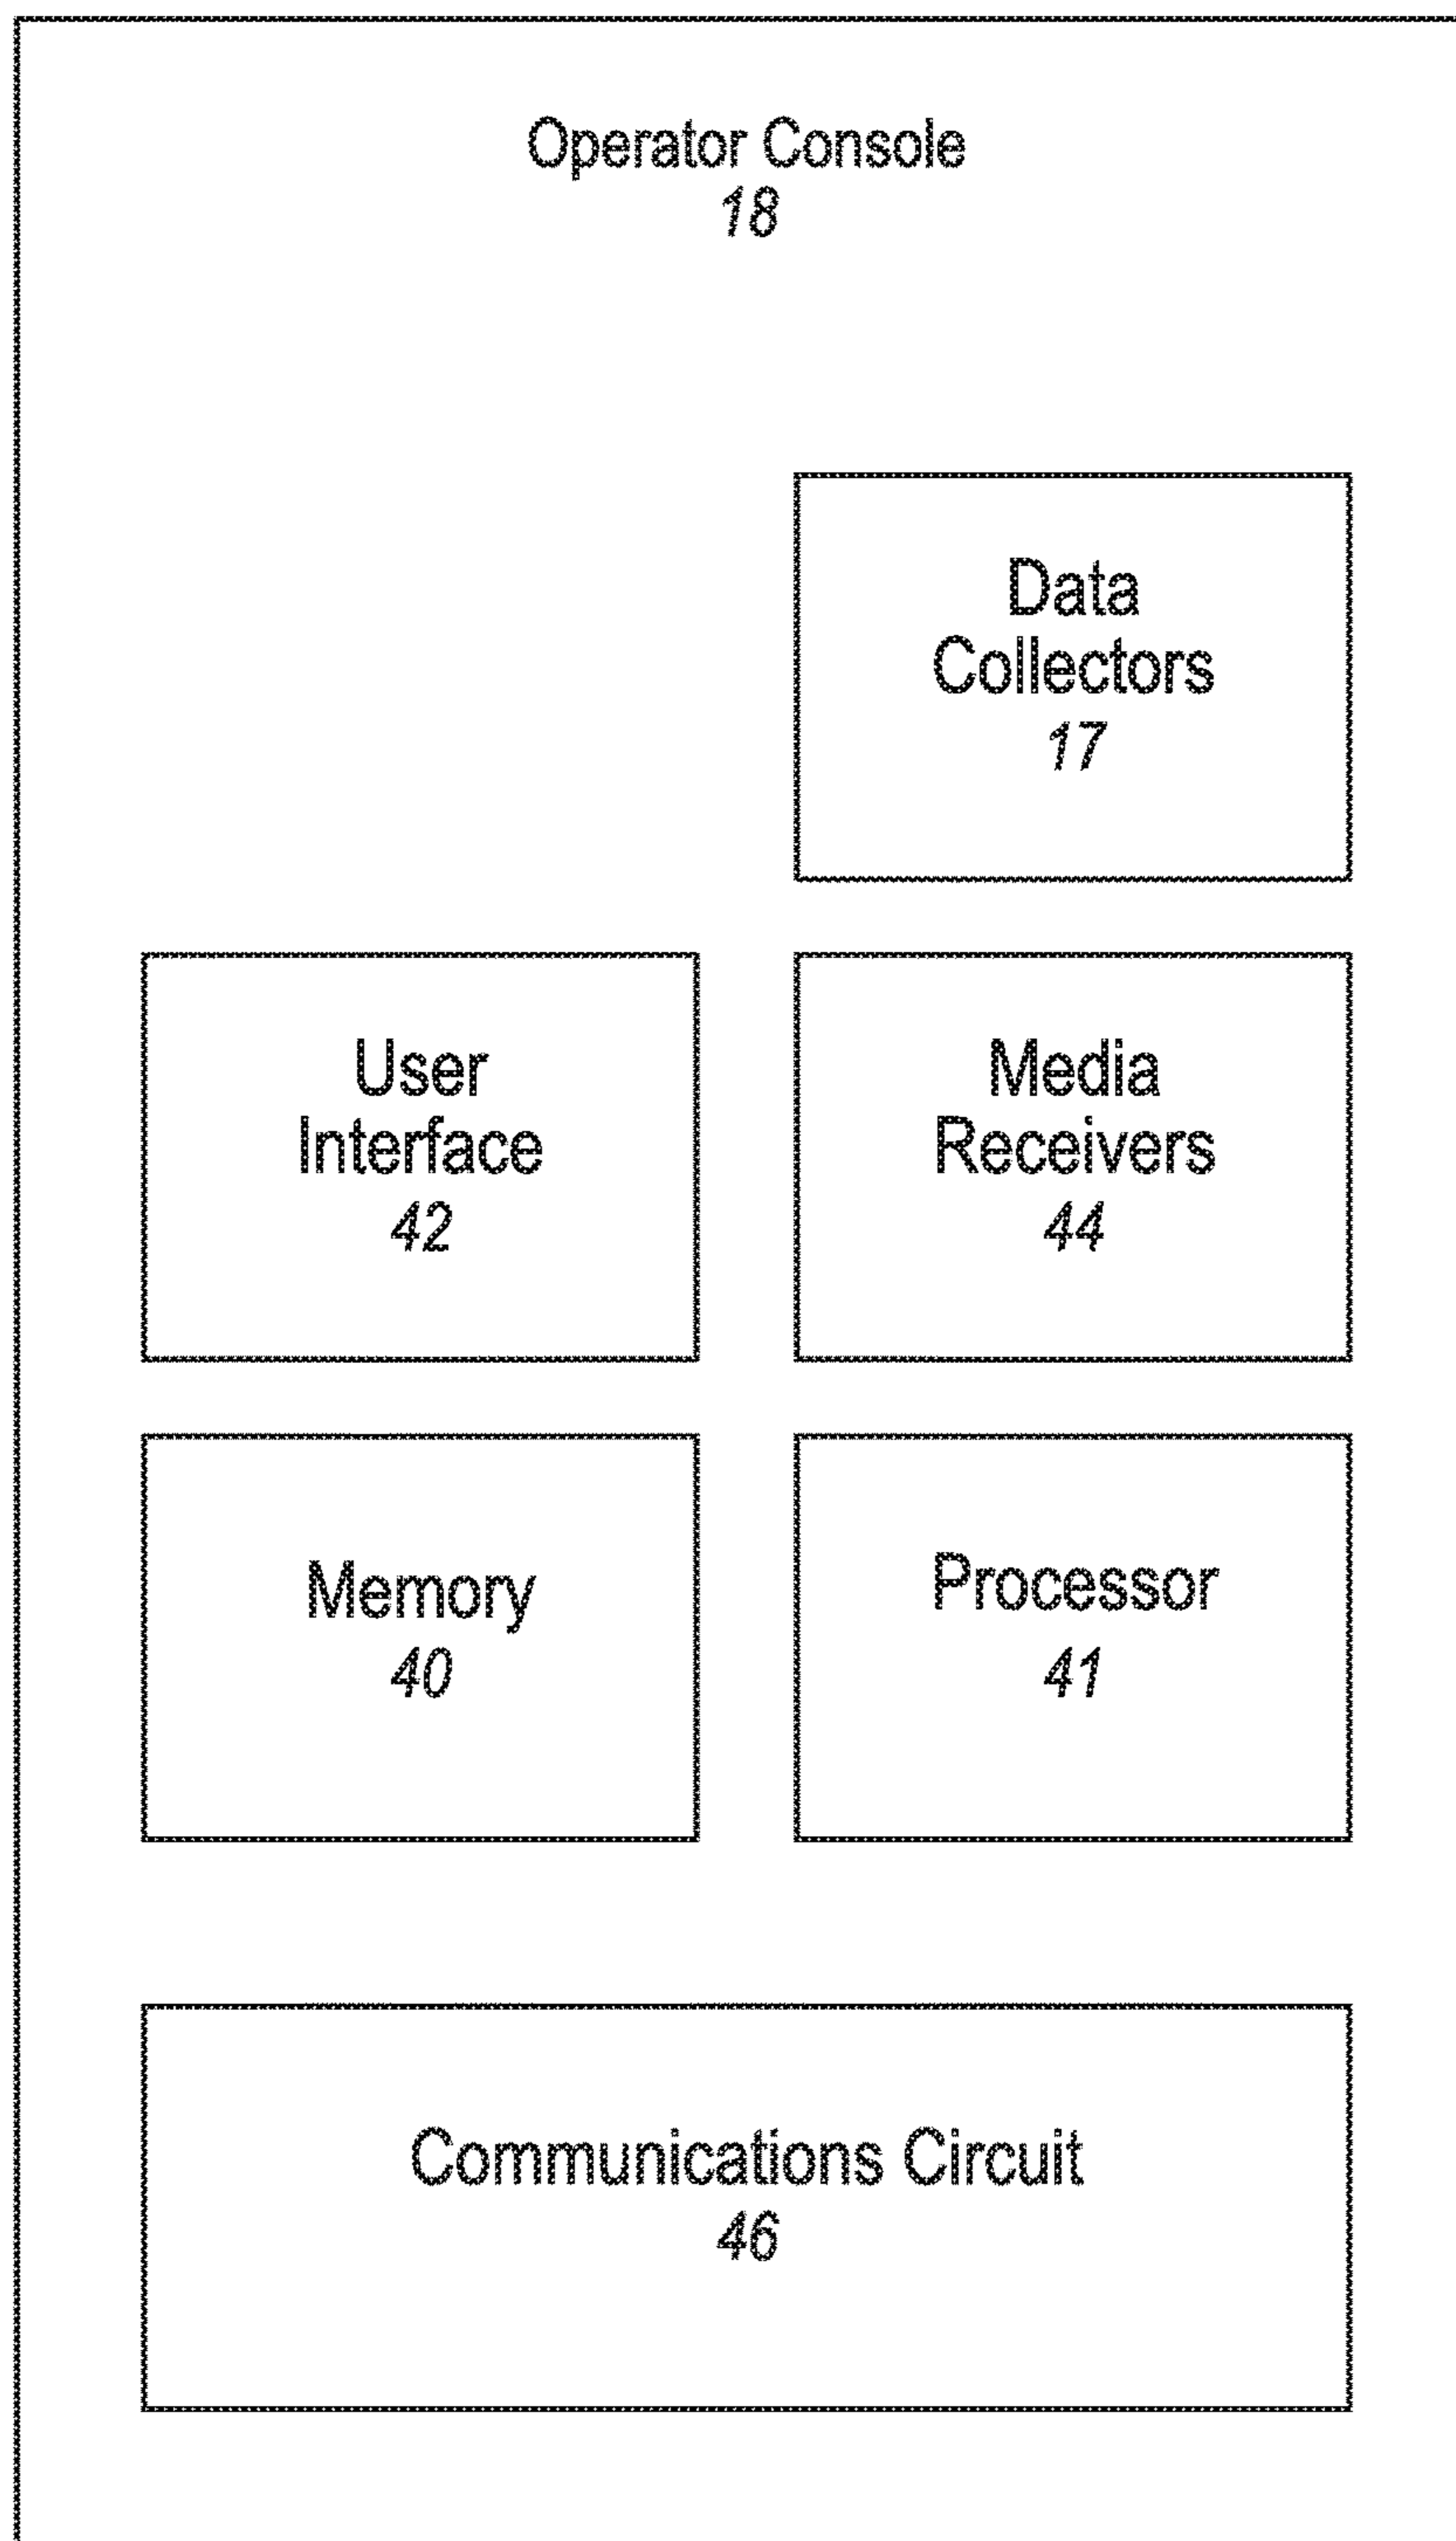 Operator Console
18
Data
Collectors
17
User
Interface
42
Media
Receivers
44
Memory
40
Processor
41
Communications Circuit
46